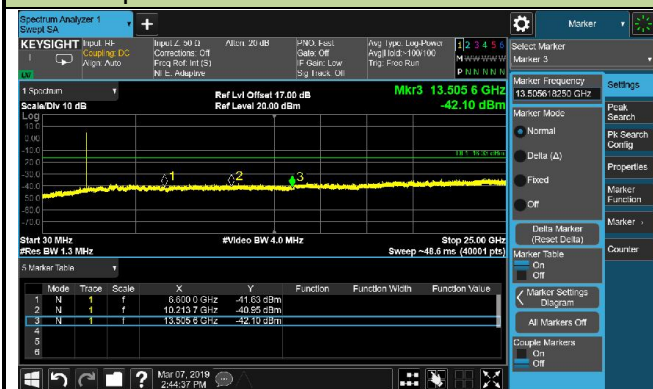 Spectrum Analyzer 1
Swept SA
+
Marker
KEYSIGHT
Input: RF
Coupling: DC
Align: Auto
Input Z: 50 Ω
Corrections: Off
Freq Ref: Int (S)
NFE: Adaptive
Atten: 20 dB
PNO: Fast
Gate: Off
IF Gain: Low
Sig Track: Off
Avg Type: Log-Power
Avg|Hold:>100/100
Trig: Free Run
1 2 3 4 5 6
M W W W W W
P N N N N N
Select Marker
Marker 3
1 Spectrum
Scale/Div 10 dB
Ref Lvl Offset 17.00 dB
Ref Level 20.00 dBm
Mkr3 13.505 6 GHz
-42.10 dBm
Log
10.0
0.00
-10.0
-20.0
-30.0
-40.0
-50.0
-60.0
-70.0
1
2
3
Start 30 MHz
#Res BW 1.3 MHz
#Video BW 4.0 MHz
Stop 25.00 GHz
Sweep ~48.6 ms (40001 pts)
5 Marker Table
Mode Trace Scale X Y Function Function Width Function Value
1 N 1 f 6.600 0 GHz -41.63 dBm
2 N 1 f 10.213 7 GHz -40.95 dBm
3 N 1 f 13.505 6 GHz -42.10 dBm
4
5
6
Marker Frequency
13.505618250 GHz
Marker Mode
Normal
Delta (Δ)
Fixed
Off
Delta Marker
(Reset Delta)
Marker Table
On
Off
Marker Settings
Diagram
All Markers Off
Couple Markers
On
Off
Settings
Peak
Search
Pk Search
Config
Properties
Marker
Function
Marker→
Counter
?
Mar 07, 2019
2:44:37 PM